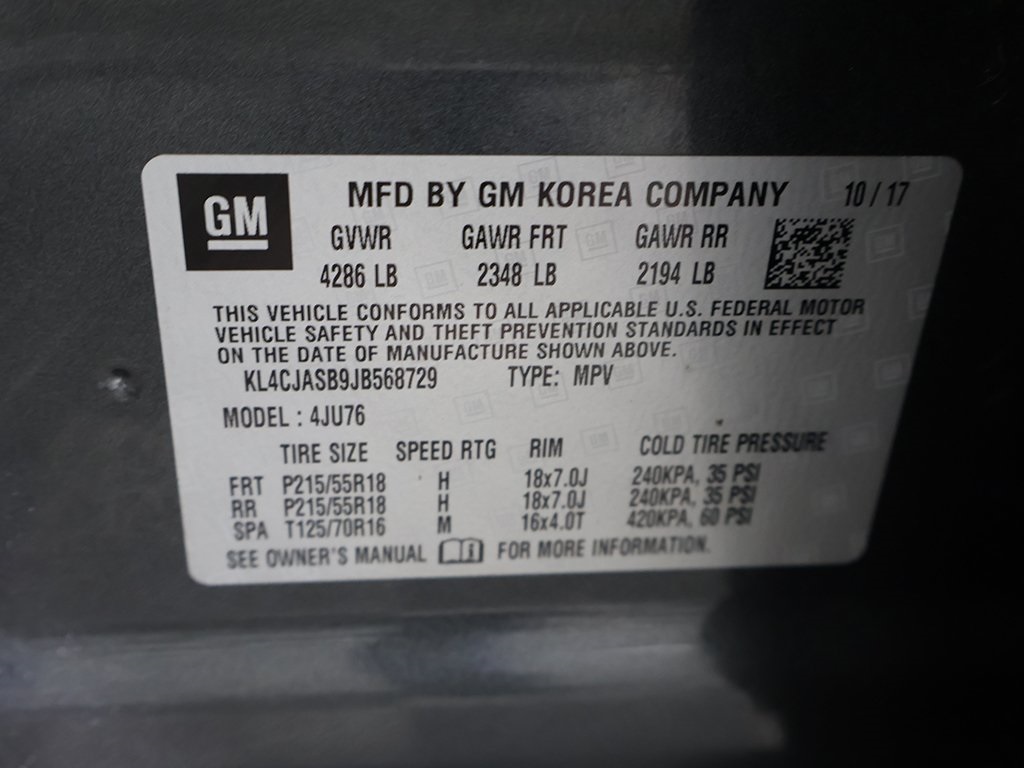 GM
MFD BY GM KOREA COMPANY 10 / 17
GVWR GAWR FRT GAWR RR
4286 LB 2348 LB 2194 LB
THIS VEHICLE CONFORMS TO ALL APPLICABLE U.S. FEDERAL MOTOR
VEHICLE SAFETY AND THEFT PREVENTION STANDARDS IN EFFECT
ON THE DATE OF MANUFACTURE SHOWN ABOVE.
KL4CJASB9JB568729 TYPE: MPV
MODEL : 4JU76
TIRE SIZE SPEED RTG RIM COLD TIRE PRESSURE
FRT P215/55R18 H 18x7.0J 240KPA, 35 PSI
RR P215/55R18 H 18x7.0J 240KPA, 35 PSI
SPA T125/70R16 M 16x4.0T 420KPA, 60 PSI
SEE OWNER'S MANUAL FOR MORE INFORMATION.